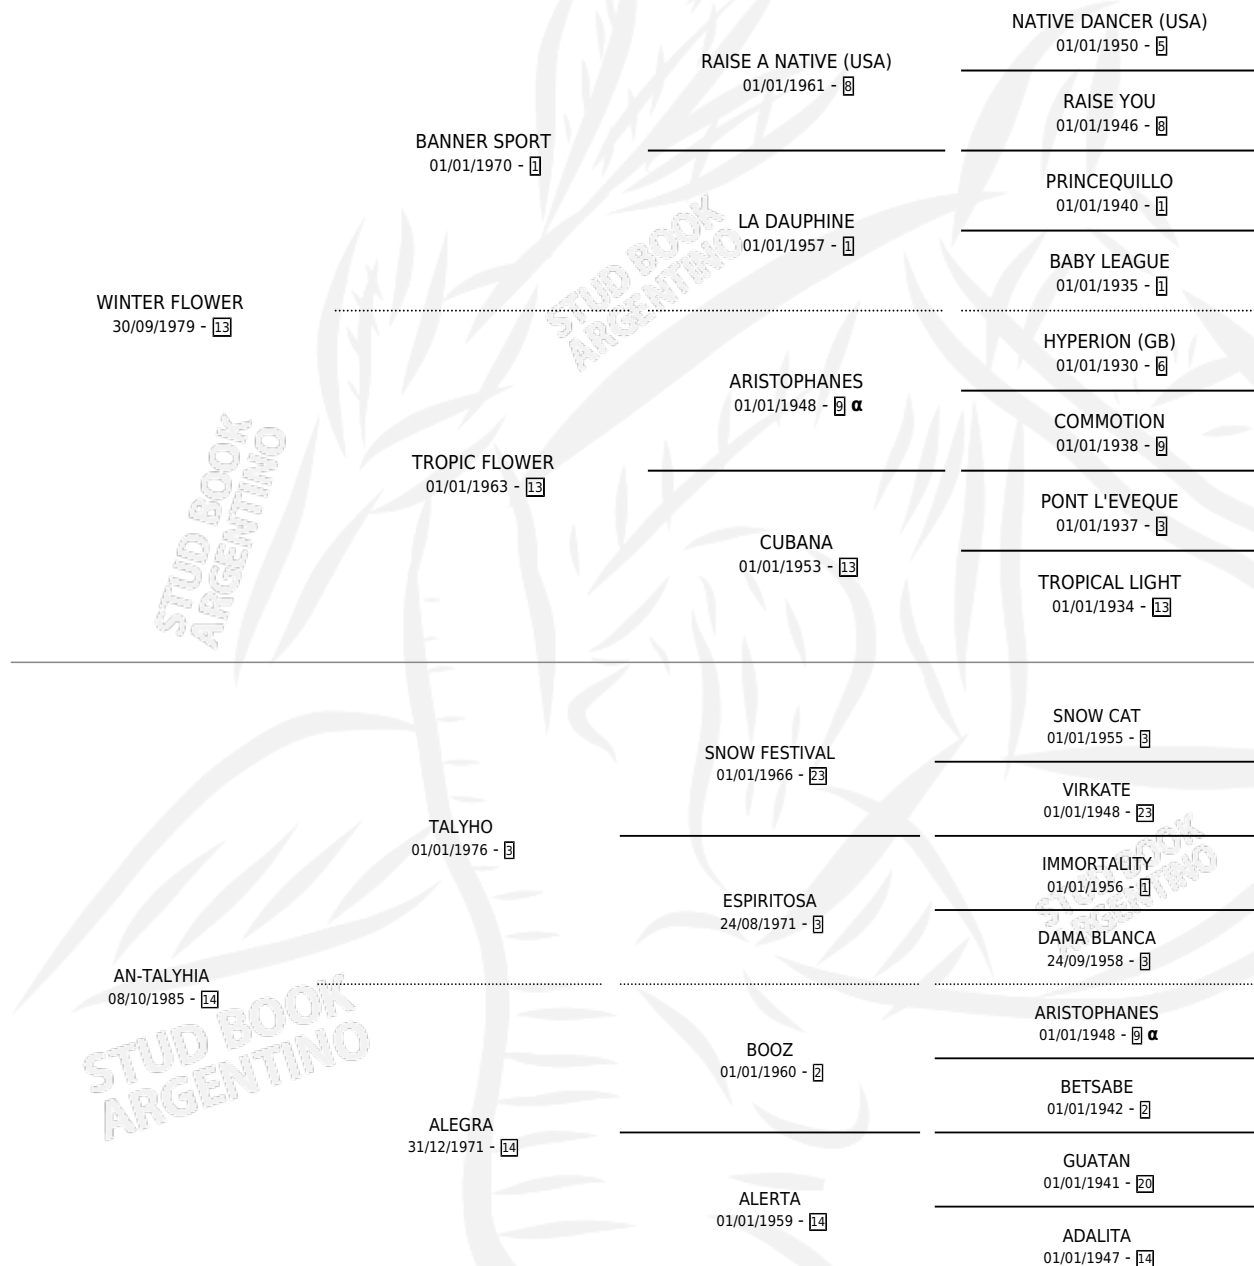 NATIVE DANCER (USA)
01/01/1950 - 5
RAISE A NATIVE (USA)
01/01/1961 - 8
RAISE YOU
01/01/1946 - 8
BANNER SPORT
01/01/1970 - 1
PRINCEQUILLO
01/01/1940 - 1
LA DAUPHINE
01/01/1957 - 1
BABY LEAGUE
01/01/1935 - 1
WINTER FLOWER
30/09/1979 - 13
HYPERION (GB)
01/01/1930 - 6
ARISTOPHANES
01/01/1948 - 9 α
COMMOTION
01/01/1938 - 9
TROPIC FLOWER
01/01/1963 - 13
PONT L'EVEQUE
01/01/1937 - 3
CUBANA
01/01/1953 - 13
TROPICAL LIGHT
01/01/1934 - 13
SNOW CAT
01/01/1955 - 3
SNOW FESTIVAL
01/01/1966 - 23
VIRKATE
01/01/1948 - 23
TALYHO
01/01/1976 - 3
IMMORTALITY
01/01/1956 - 1
ESPIRITOSA
24/08/1971 - 3
DAMA BLANCA
24/09/1958 - 3
AN-TALYHIA
08/10/1985 - 14
ARISTOPHANES
01/01/1948 - 9 α
BOOZ
01/01/1960 - 2
BETSABE
01/01/1942 - 2
ALEGRA
31/12/1971 - 14
GUATAN
01/01/1941 - 20
ALERTA
01/01/1959 - 14
ADALITA
01/01/1947 - 14
STUD BOOK
ARGENTINO
STUD BOOK
ARGENTINO
STUD BOOK
ARGENTINO
STUD BOOK
ARGENTINO